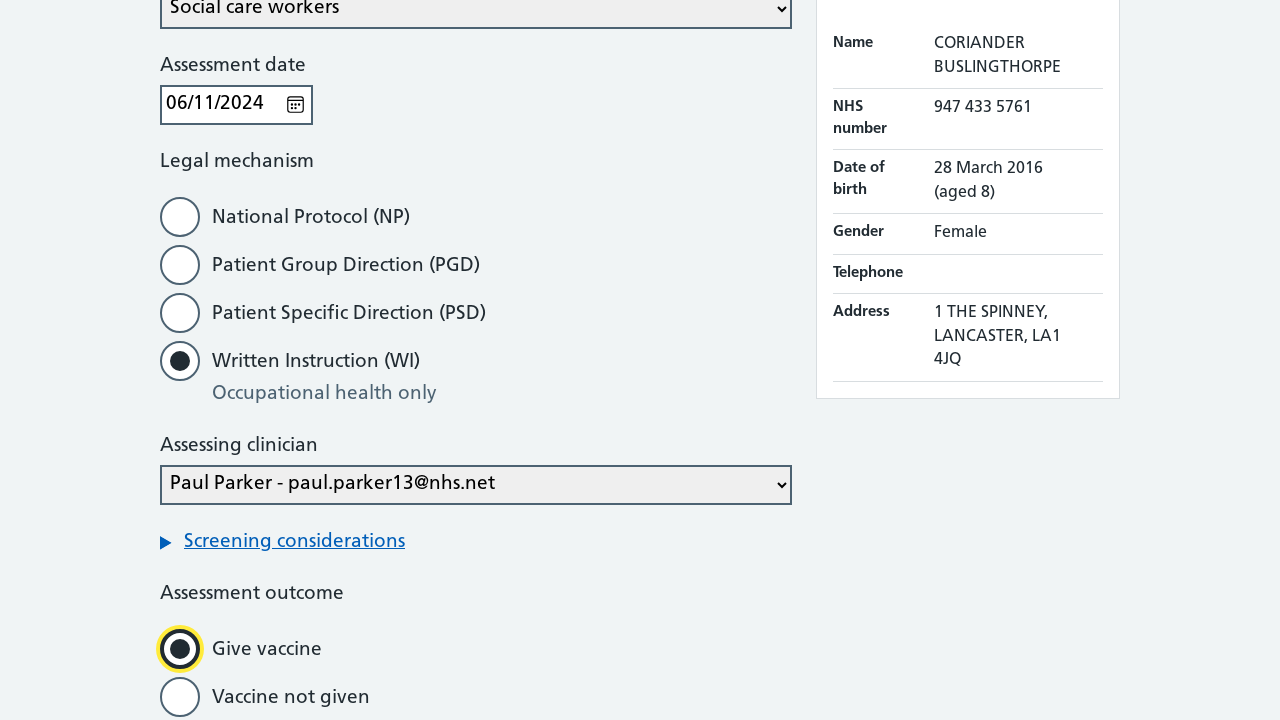 Social care workers
Assessment date
06/11/2024
Legal mechanism
National Protocol (NP)
Patient Group Direction (PGD)
Patient Specific Direction (PSD)
Written Instruction (WI)
Occupational health only
Assessing clinician
Paul Parker - paul.parker13@nhs.net
Screening considerations
Assessment outcome
Give vaccine
Vaccine not given
Name CORIANDER
BUSLINGTHORPE
NHS 947 433 5761
number
Date of 28 March 2016
birth (aged 8)
Gender Female
Telephone
Address 1 THE SPINNEY,
LANCASTER, LA1
4JQ